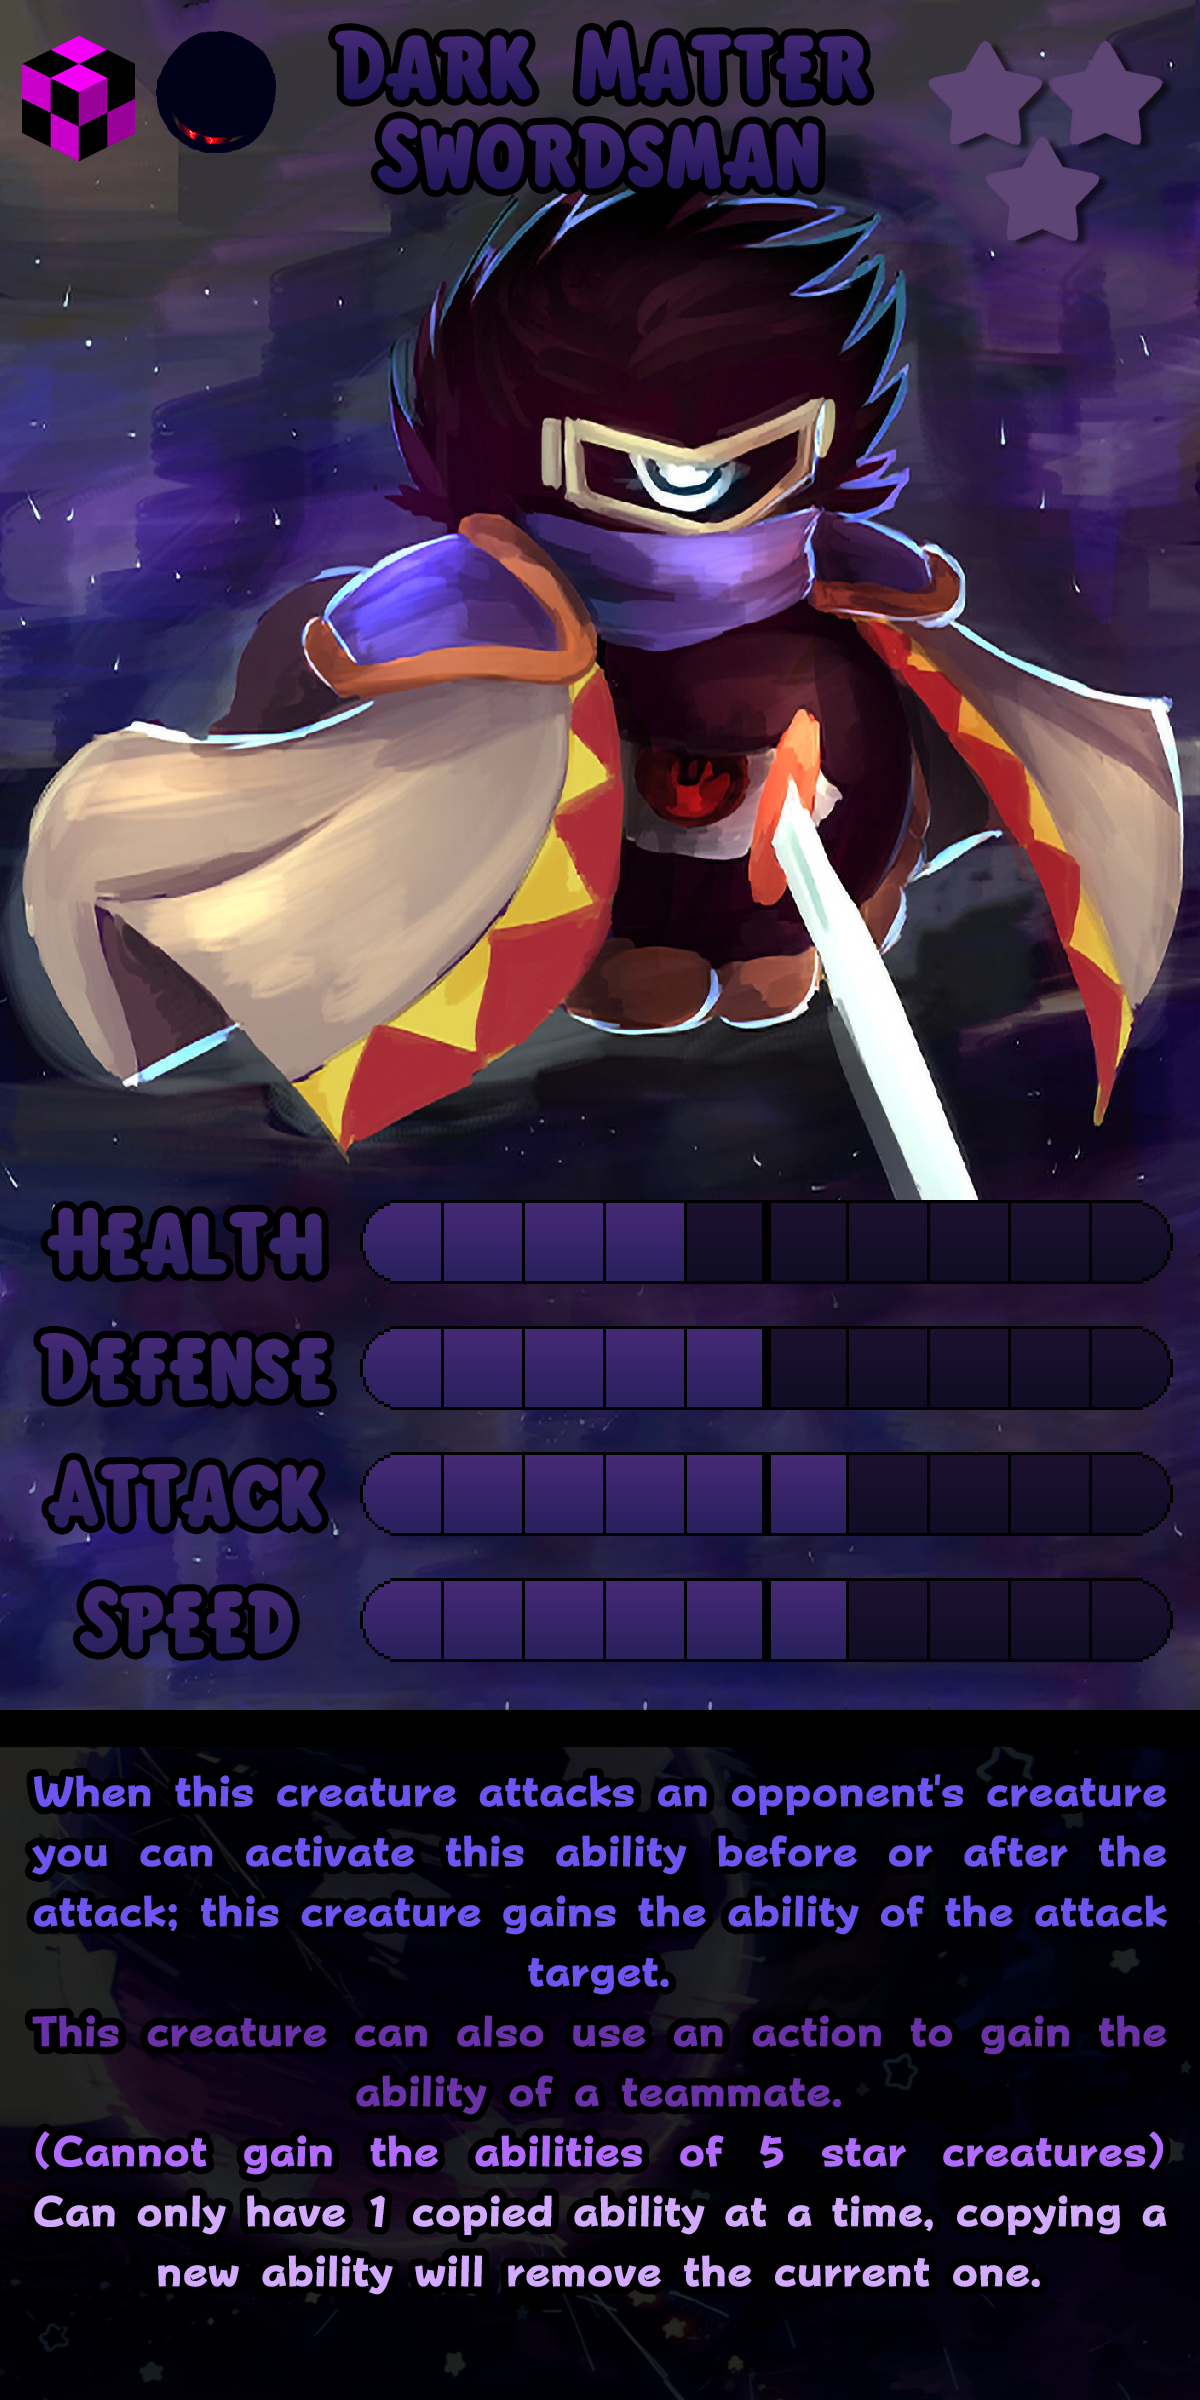 Dark Matter
Swordsman
Health
Defense
Attack
Speed
When this creature attacks an opponent's creature
you can activate this ability before or after the
attack; this creature gains the ability of the attack
target.
This creature can also use an action to gain the
ability of a teammate.
(Cannot gain the abilities of 5 star creatures)
Can only have 1 copied ability at a time, copying a
new ability will remove the current one.